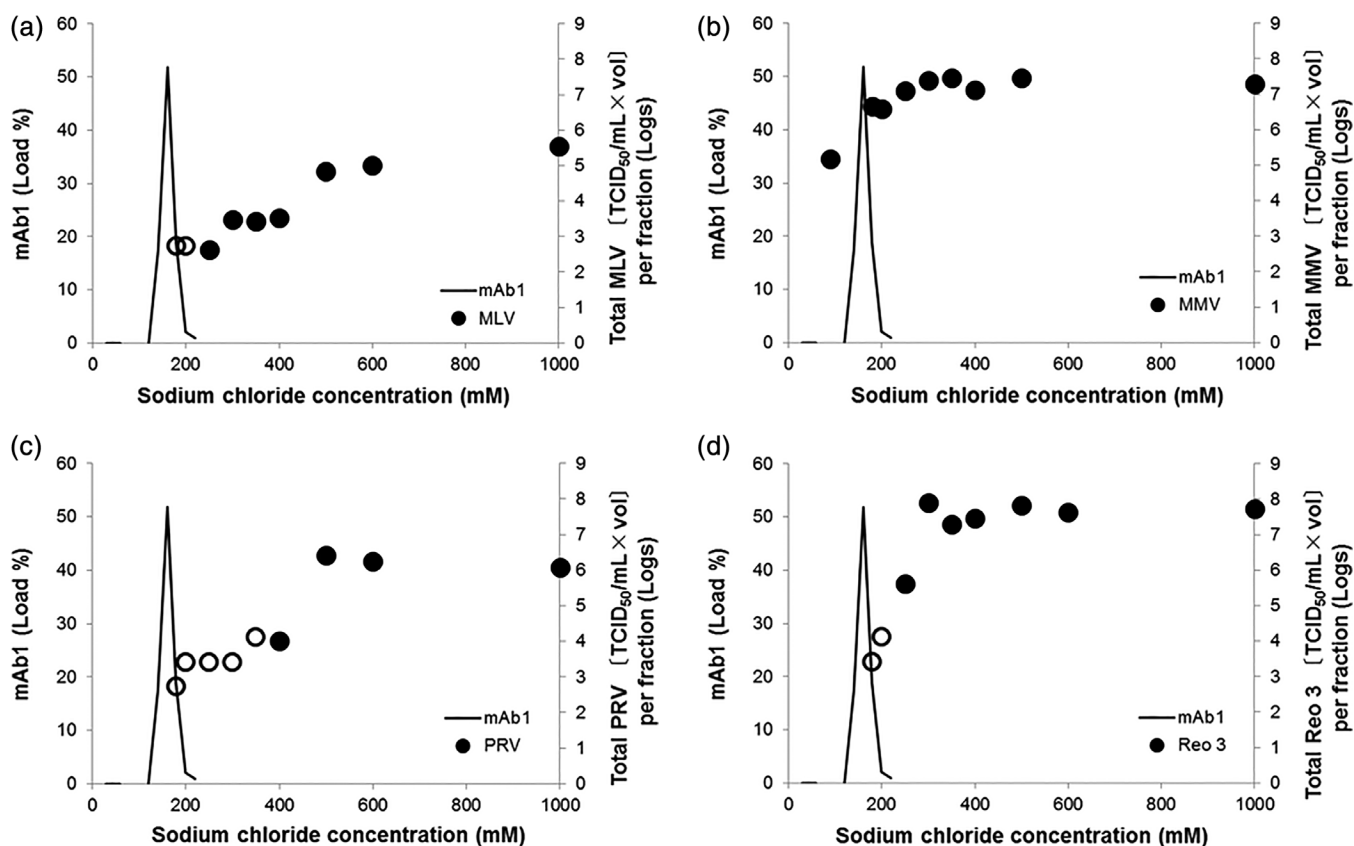 (a)
60
50
40
30
20
10
0
mAb1 (Load %)
9
8
7
6
5
4
3
2
1
0
Total MLV〔TCID50/mL×vol〕
per fraction (Logs)
mAb1
MLV
0 200 400 600 800 1000
Sodium chloride concentration (mM)
(b)
60
50
40
30
20
10
0
mAb1 (Load %)
9
8
7
6
5
4
3
2
1
0
Total MMV〔TCID50/mL×vol〕
per fraction (Logs)
mAb1
MMV
0 200 400 600 800 1000
Sodium chloride concentration (mM)
(c)
60
50
40
30
20
10
0
mAb1 (Load %)
9
8
7
6
5
4
3
2
1
0
Total PRV〔TCID50/mL×vol〕
per fraction (Logs)
mAb1
PRV
0 200 400 600 800 1000
Sodium chloride concentration (mM)
(d)
60
50
40
30
20
10
0
mAb1 (Load %)
9
8
7
6
5
4
3
2
1
0
Total Reo 3〔TCID50/mL×vol〕
per fraction (Logs)
mAb1
Reo 3
0 200 400 600 800 1000
Sodium chloride concentration (mM)